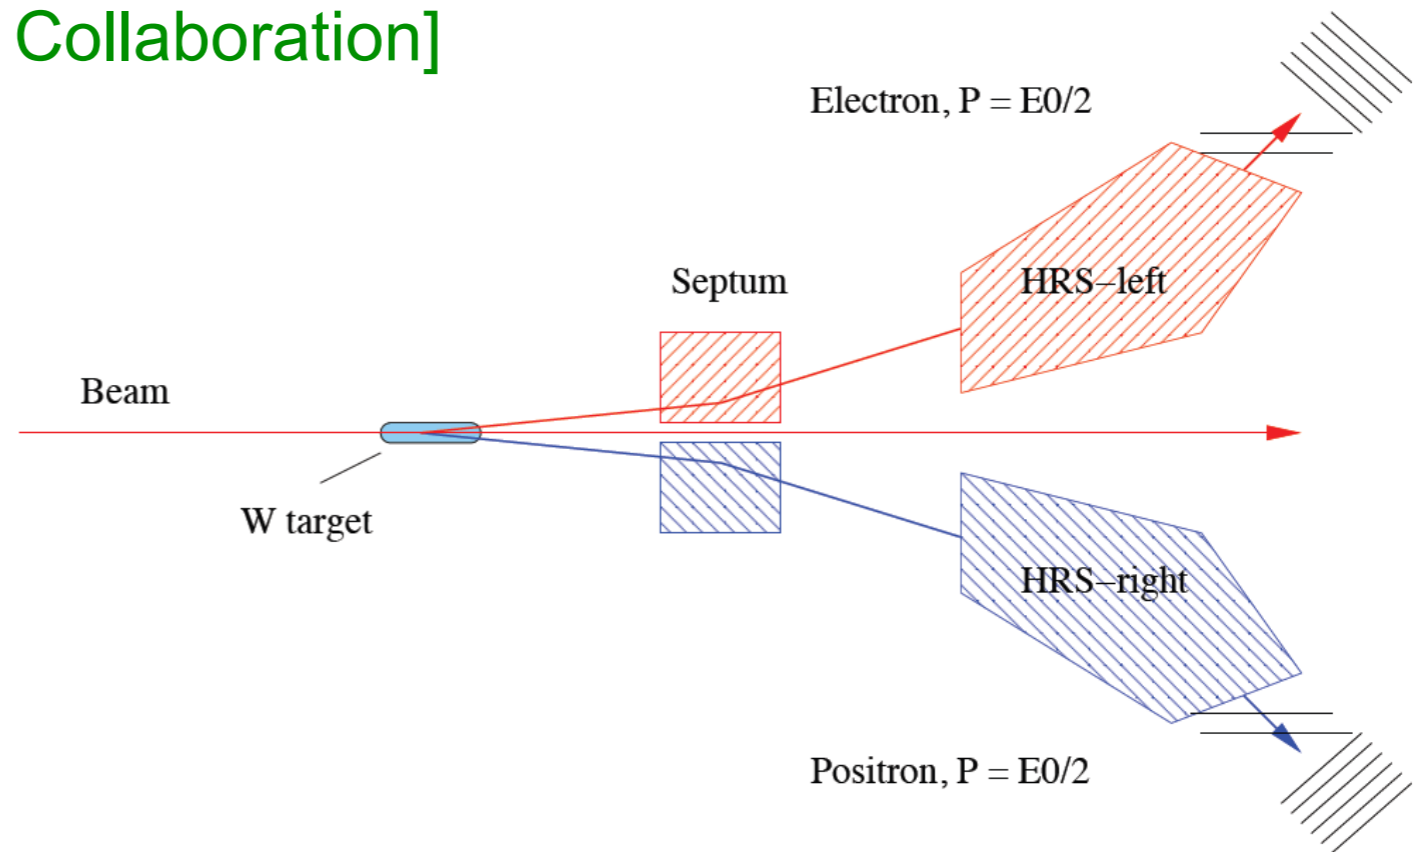 Collaboration]
Electron, P = E0/2
HRS–left
Septum
Beam
W target
HRS–right
Positron, P = E0/2